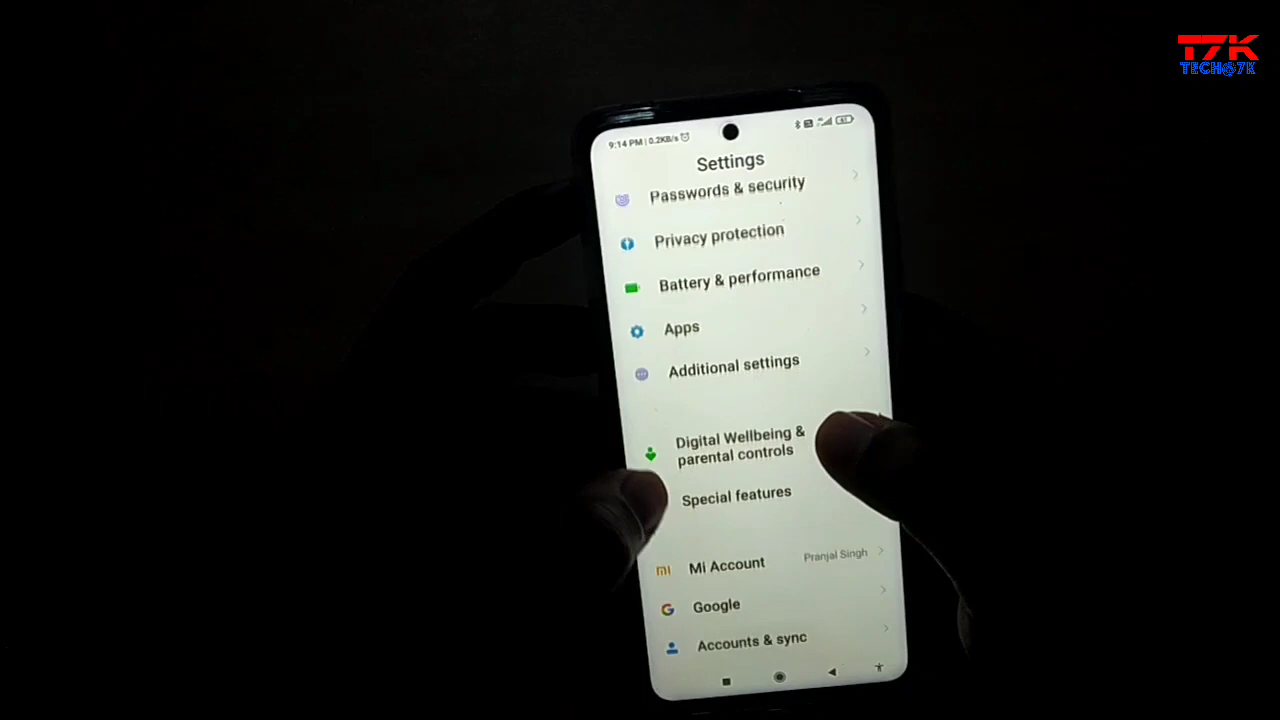 T7K
TECH@7K
9:14 PM | 0.2KB/s
Settings
Passwords & security
Privacy protection
Battery & performance
Apps
Additional settings
Digital Wellbeing &
parental controls
Special features
Mi Account Pranjal Singh
Google
Accounts & sync